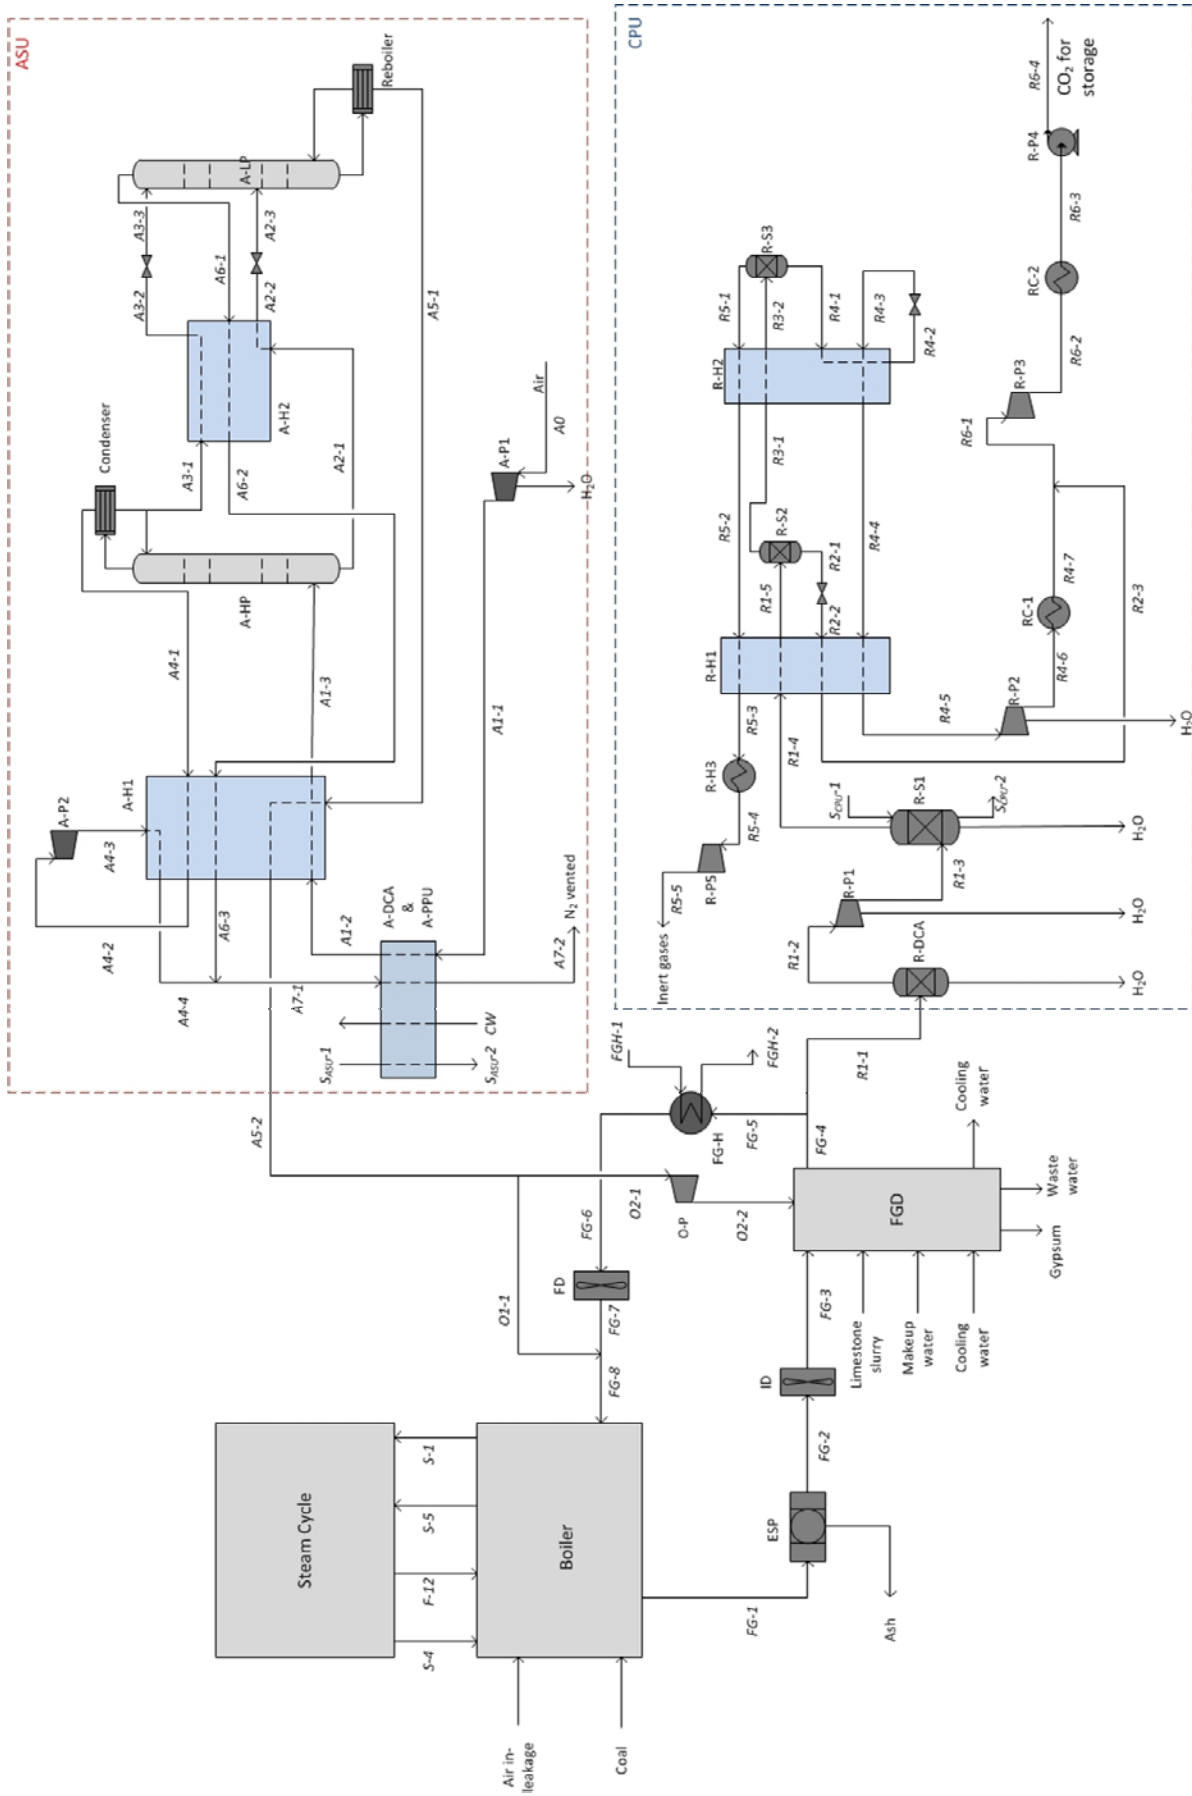 ASU
Reboiler
A-LP
A3-3
A2-3
A3-2
A6-1
A2-2
A5-1
A-H2
Condenser
A3-1
A6-2
A2-1
Air
A0
A-P1
H₂O
A-HP
A4-1
A1-3
A1-1
A-P2
A-H1
A4-3
A4-2
A6-3
A1-2
A-DCA
&
A-PPU
N₂ vented
A7-2
A4-4
A7-1
CW
S_ASU-1
S_ASU-2
A5-2
CPU
R6-4
CO₂ for
storage
R-P4
R6-3
RC-2
R6-2
R-P3
R6-1
R-S3
R5-1
R3-2
R4-1
R4-3
R4-2
R-H2
R3-1
R5-2
R-S2
R2-1
R4-4
R1-5
R2-2
RC-1
R4-7
R2-3
R4-6
R-H1
R-P2
R4-5
H₂O
R5-3
R1-4
R-H3
R5-4
R-P5
R5-5
Inert gases
S_CPU-1
R-S1
S_CPU-2
H₂O
R-P1
R1-3
H₂O
R1-2
R-DCA
H₂O
R1-1
FGH-1
FGH-2
FG-H
FG-5
FG-4
Cooling
water
O2-1
FG-6
O-P
O2-2
FGD
Waste
water
Gypsum
FD
O1-1
FG-7
FG-8
FG-3
Limestone
slurry
Makeup
water
Cooling
water
ID
FG-2
ESP
Ash
FG-1
Steam Cycle
S-1
S-5
F-12
S-4
Boiler
Air in-
leakage
Coal